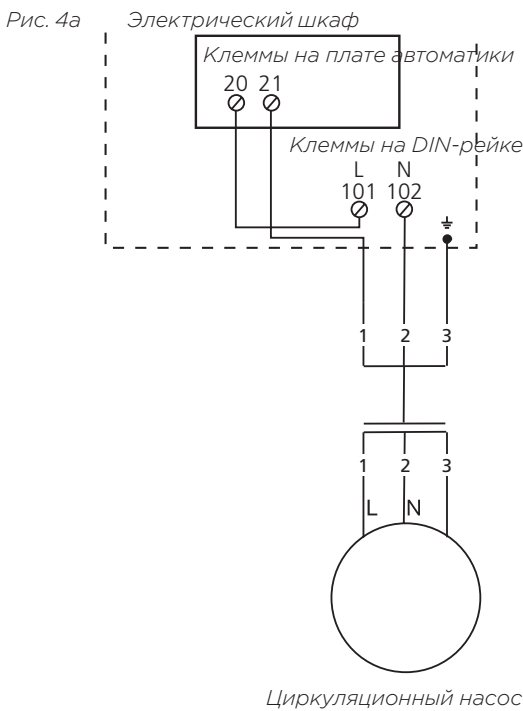 Рис. 4а Электрический шкаф
Клеммы на плате автоматики
20 21
Клеммы на DIN-рейке
L N
101 102
1 2 3
1 2 3
L N
Циркуляционный насос